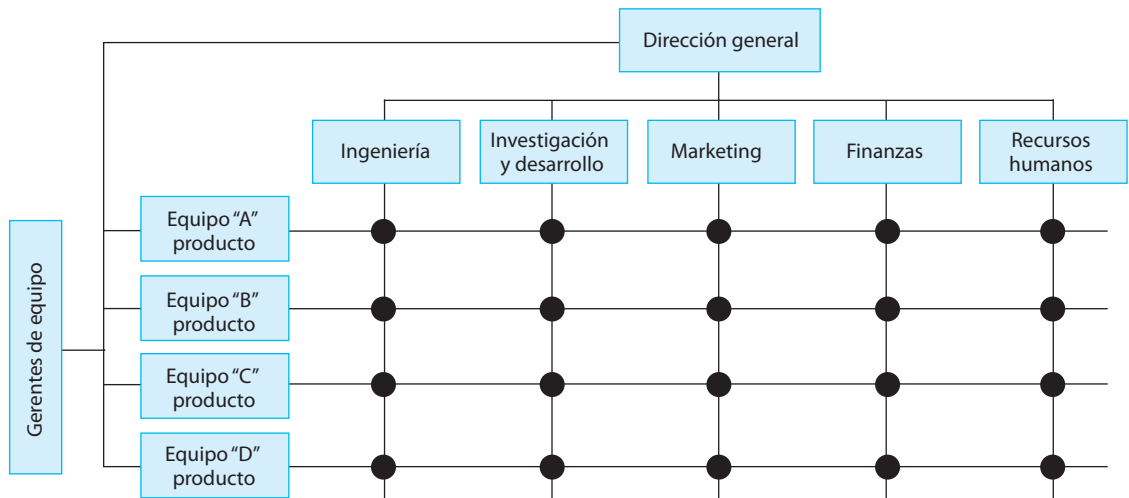 Dirección general
Ingeniería
Investigación
y desarrollo
Marketing
Finanzas
Recursos
humanos
Gerentes de equipo
Equipo “A”
producto
Equipo “B”
producto
Equipo “C”
producto
Equipo “D”
producto